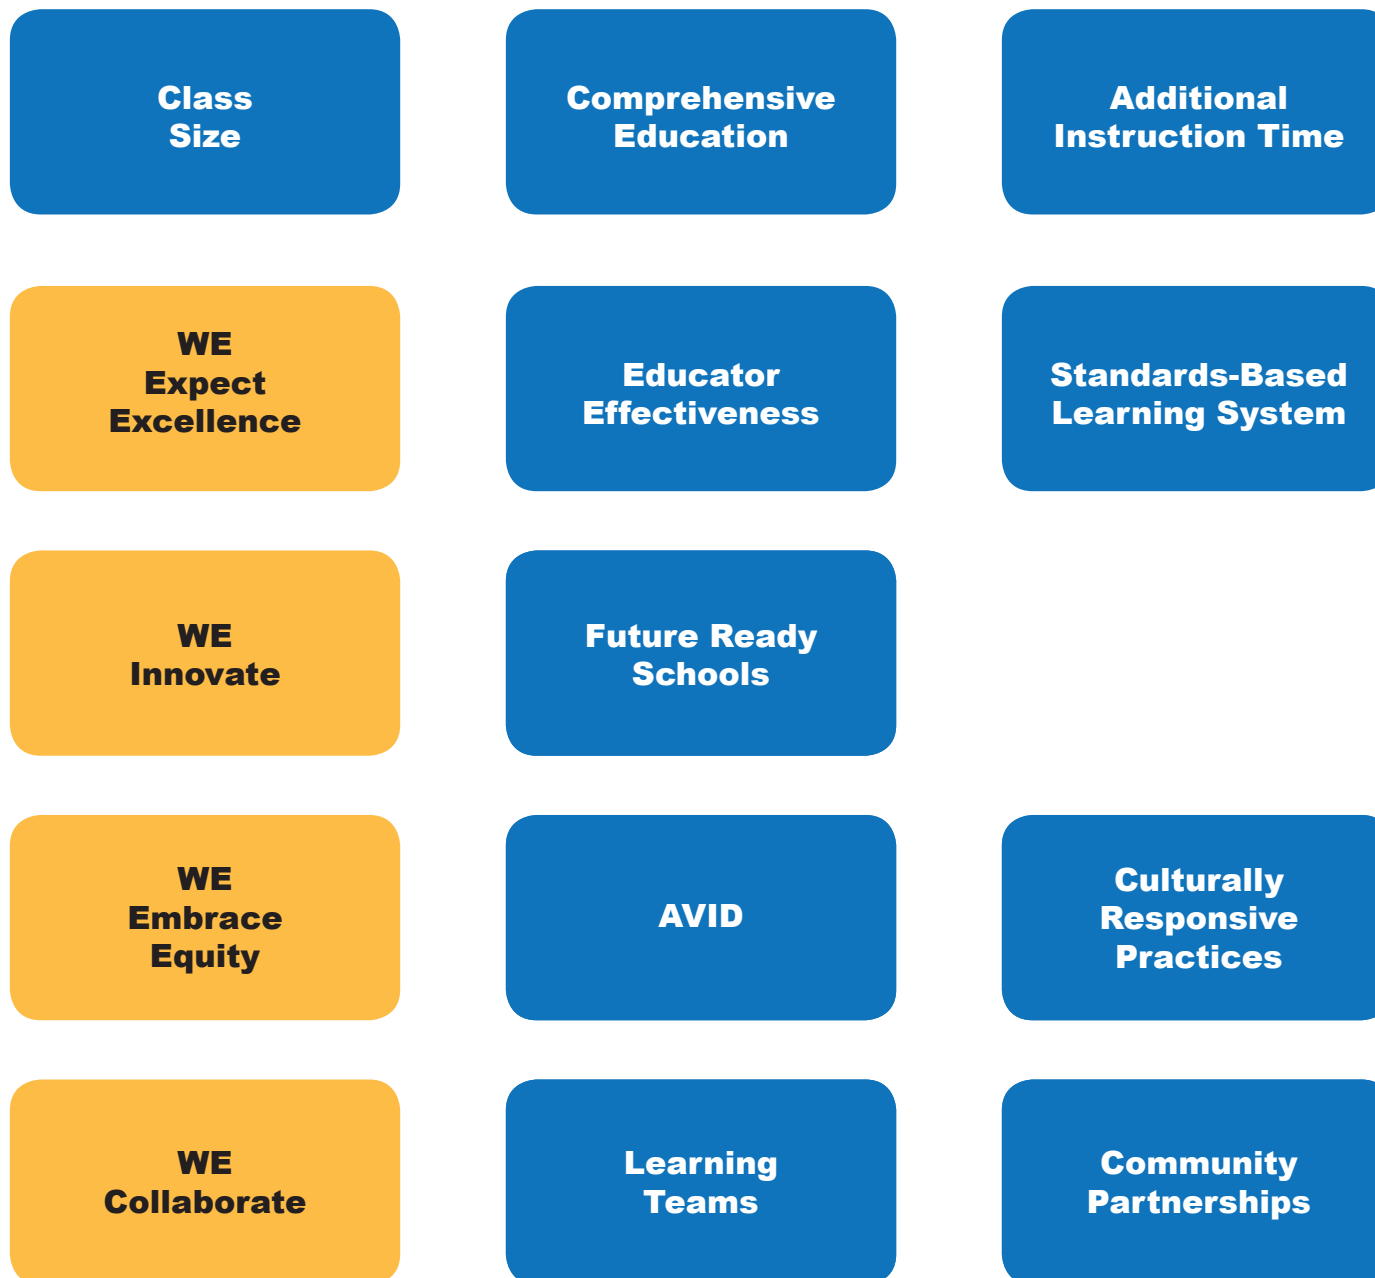 Class
Size
Comprehensive
Education
Additional
Instruction Time
WE
Expect
Excellence
Educator
Effectiveness
Standards-Based
Learning System
WE
Innovate
Future Ready
Schools
WE
Embrace
Equity
AVID
Culturally
Responsive
Practices
WE
Collaborate
Learning
Teams
Community
Partnerships